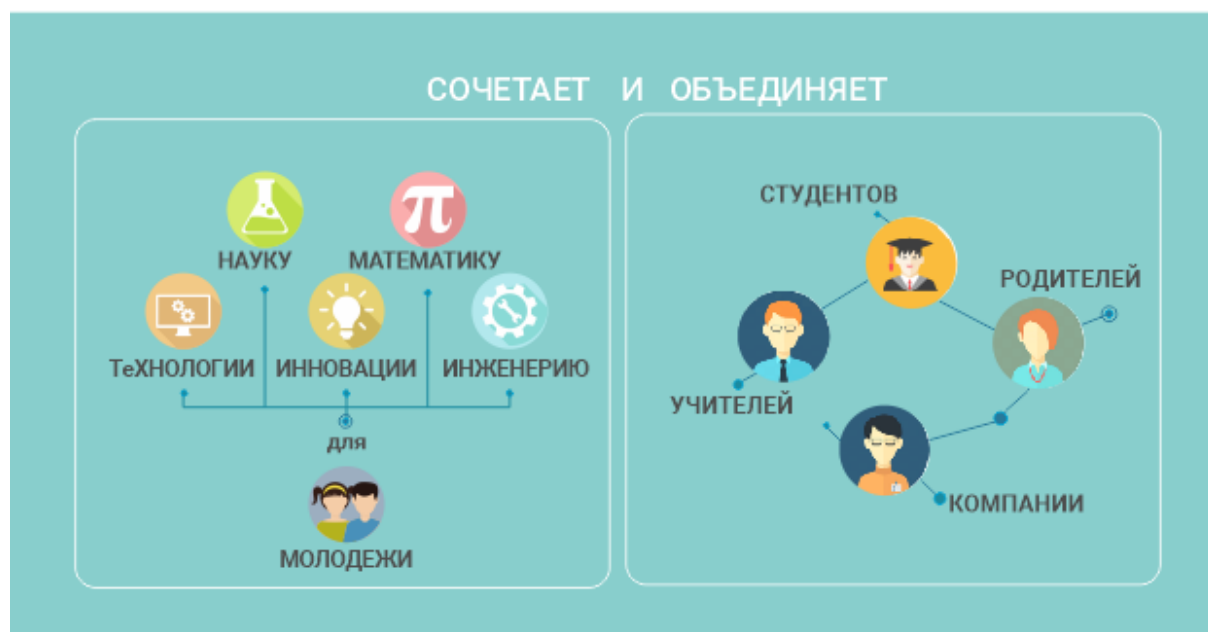 СОЧЕТАЕТ И ОБЪЕДИНЯЕТ
НАУКУ
МАТЕМАТИКУ
ТеХНОЛОГИИ
ИННОВАЦИИ
ИНЖЕНЕРИЮ
для
МОЛОДЕЖИ
СТУДЕНТОВ
РОДИТЕЛЕЙ
УЧИТЕЛЕЙ
КОМПАНИИ